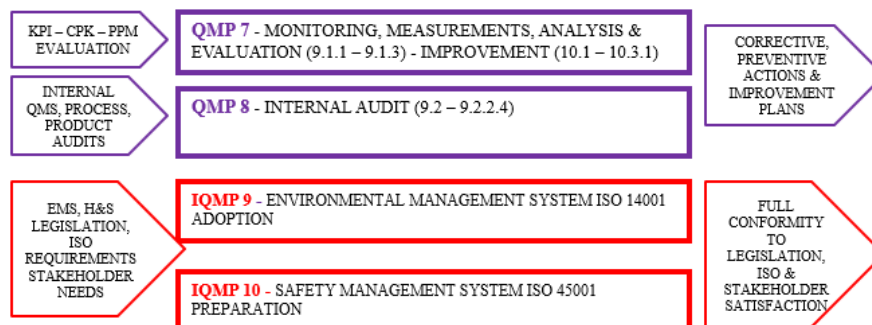 KPI – CPK – PPM
EVALUATION
QMP 7 - MONITORING, MEASUREMENTS, ANALYSIS &
EVALUATION (9.1.1 – 9.1.3) - IMPROVEMENT (10.1 – 10.3.1)
CORRECTIVE,
PREVENTIVE
ACTIONS &
IMPROVEMENT
PLANS
INTERNAL
QMS, PROCESS,
PRODUCT
AUDITS
QMP 8 - INTERNAL AUDIT (9.2 – 9.2.2.4)
EMS, H&S
LEGISLATION,
ISO
REQUIREMENTS
STAKEHOLDER
NEEDS
IQMP 9 - ENVIRONMENTAL MANAGEMENT SYSTEM ISO 14001
ADOPTION
IQMP 10 - SAFETY MANAGEMENT SYSTEM ISO 45001
PREPARATION
FULL
CONFORMITY
TO
LEGISLATION,
ISO &
STAKEHOLDER
SATISFACTION